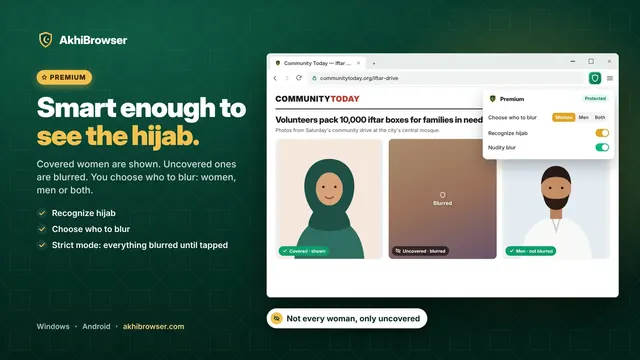 AkhiBrowser
PREMIUM
Smart enough to
see the hijab.
Covered women are shown. Uncovered ones
are blurred. You choose who to blur: women,
men or both.
Recognize hijab
Choose who to blur
Strict mode: everything blurred until tapped
Windows • Android • akhibrowser.com
Community Today — Iftar ...
communitytoday.org/iftar-drive
COMMUNITYTODAY
Volunteers pack 10,000 iftar boxes for families in need
Photos from Saturday's community drive at the city's central mosque.
Premium
Protected
Choose who to blur
Women
Men
Both
Recognize hijab
Nudity blur
Blurred
Covered · shown
Uncovered · blurred
Men · not blurred
Not every woman, only uncovered